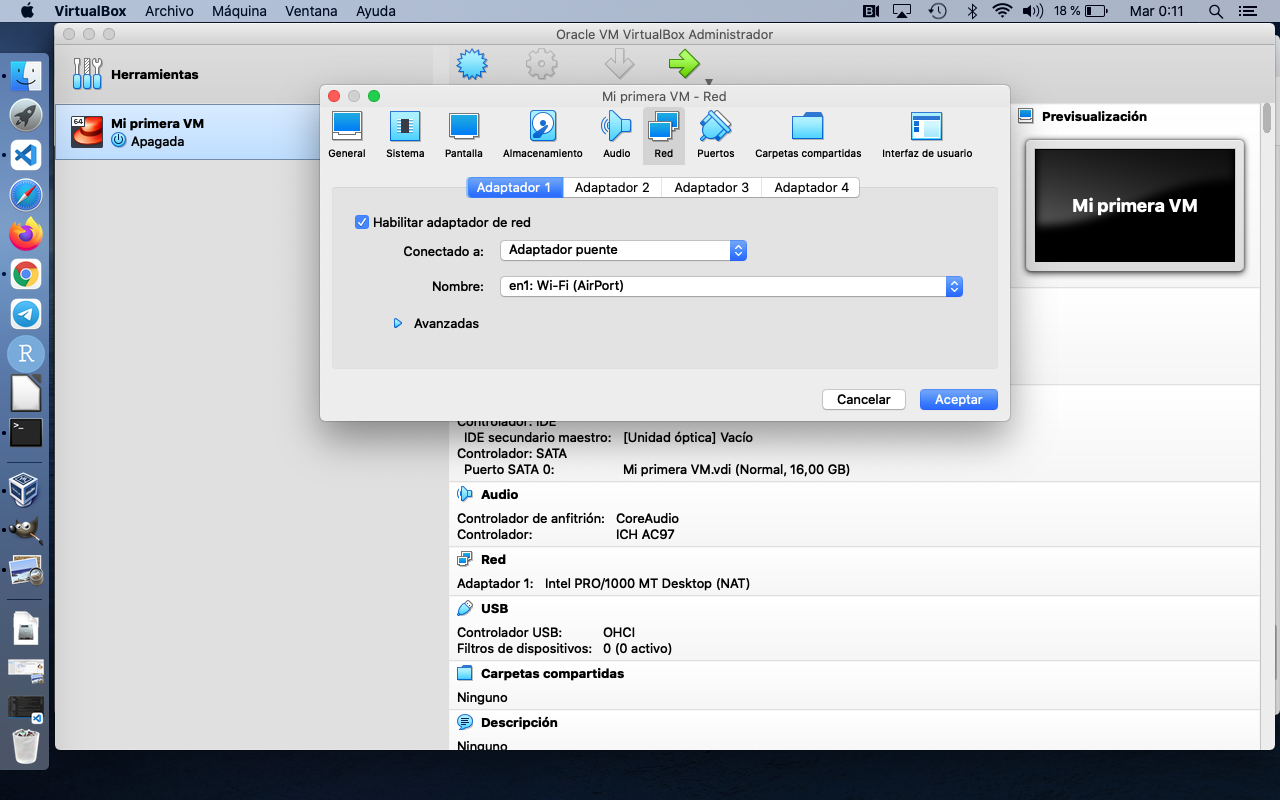 VirtualBox Archivo Máquina Ventana Ayuda 18 % Mar 0:11
Oracle VM VirtualBox Administrador
Herramientas
64
Mi primera VM
Apagada
Mi primera VM - Red
General Sistema Pantalla Almacenamiento Audio Red Puertos Carpetas compartidas Interfaz de usuario
Adaptador 1 Adaptador 2 Adaptador 3 Adaptador 4
Habilitar adaptador de red
Conectado a: Adaptador puente
Nombre: en1: Wi-Fi (AirPort)
Avanzadas
Cancelar Aceptar
Previsualización
Mi primera VM
Controlador: IDE
IDE secundario maestro: [Unidad óptica] Vacío
Controlador: SATA
Puerto SATA 0: Mi primera VM.vdi (Normal, 16,00 GB)
Audio
Controlador de anfitrión: CoreAudio
Controlador: ICH AC97
Red
Adaptador 1: Intel PRO/1000 MT Desktop (NAT)
USB
Controlador USB: OHCI
Filtros de dispositivos: 0 (0 activo)
Carpetas compartidas
Ninguno
Descripción
Ninguno
R
>_